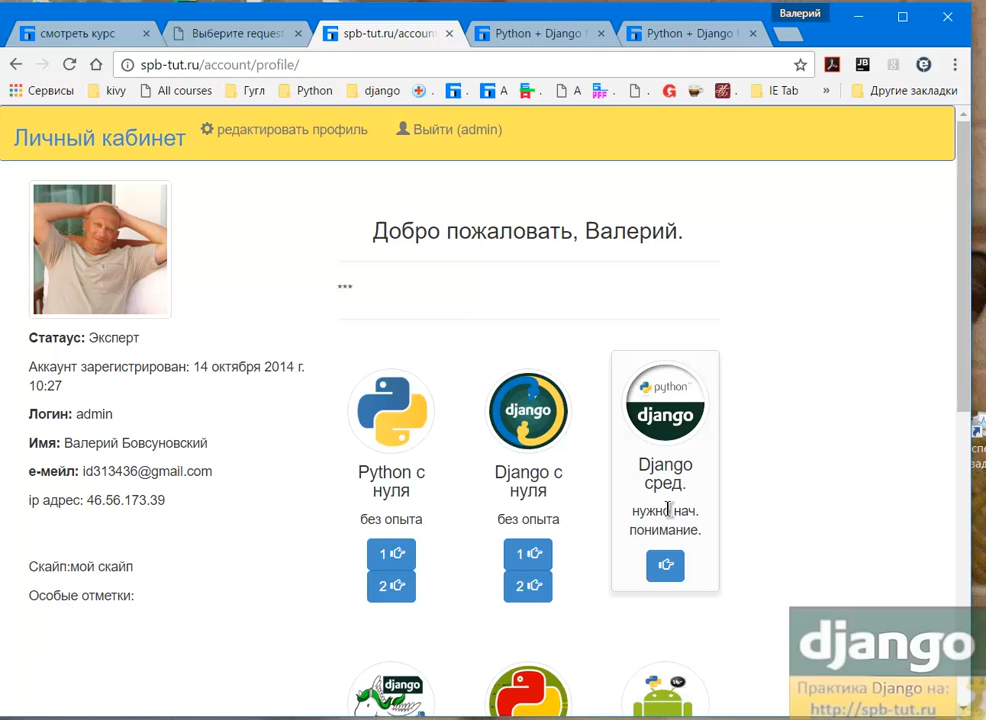 Валерий
смотреть курс
Выберите reques
spb-tut.ru/accoun
Python + Django
Python + Django
spb-tut.ru/account/profile/
Сервисы
kivy
All courses
Гугл
Python
django
A
A
IE Tab
»
Другие закладки
Личный кабинет
редактировать профиль
Выйти (admin)
Добро пожаловать, Валерий.
***
Статаус: Эксперт
Аккаунт зарегистрирован: 14 октября 2014 г.
10:27
Логин: admin
Имя: Валерий Бовсуновский
е-мейл: id313436@gmail.com
ip адрес: 46.56.173.39
Скайп:мой скайп
Особые отметки:
django
python
django
Python с
нуля
без опыта
1
2
Django с
нуля
без опыта
1
2
Django
сред.
нужно нач.
понимание.
django
django
Практика Django на:
http://spb-tut.ru